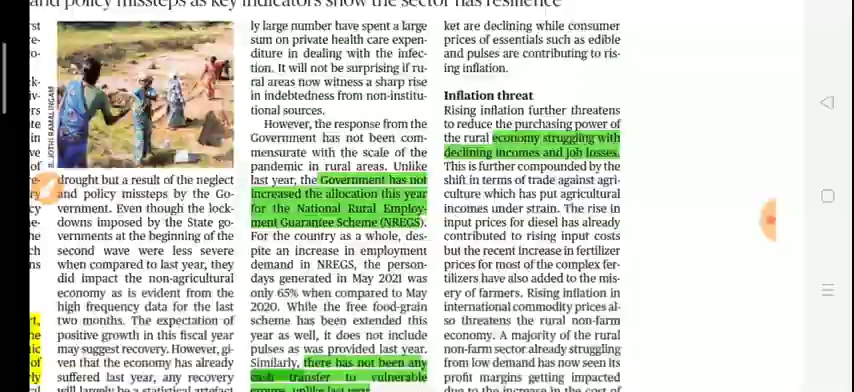 and policy missteps as key indicators show the sector has resilience
B. JOTHI RAMALINGAM
drought but a result of the neglect
and policy missteps by the Go-
vernment. Even though the lock-
downs imposed by the State go-
vernments at the beginning of the
second wave were less severe
when compared to last year, they
did impact the non-agricultural
economy as is evident from the
high frequency data for the last
two months. The expectation of
positive growth in this fiscal year
may suggest recovery. However, gi-
ven that the economy has already
suffered last year, any recovery
will largely be a statistical artefact
ly large number have spent a large
sum on private health care expen-
diture in dealing with the infec-
tion. It will not be surprising if ru-
ral areas now witness a sharp rise
in indebtedness from non-institu-
tional sources.
However, the response from the
Government has not been com-
mensurate with the scale of the
pandemic in rural areas. Unlike
last year, the Government has not
increased the allocation this year
for the National Rural Employ-
ment Guarantee Scheme (NREGS).
For the country as a whole, des-
pite an increase in employment
demand in NREGS, the person-
days generated in May 2021 was
only 65% when compared to May
2020. While the free food-grain
scheme has been extended this
year as well, it does not include
pulses as was provided last year.
Similarly, there has not been any
cash transfer to vulnerable
groups, unlike last year.
ket are declining while consumer
prices of essentials such as edible
and pulses are contributing to ris-
ing inflation.
Inflation threat
Rising inflation further threatens
to reduce the purchasing power of
the rural economy struggling with
declining incomes and job losses.
This is further compounded by the
shift in terms of trade against agri-
culture which has put agricultural
incomes under strain. The rise in
input prices for diesel has already
contributed to rising input costs
but the recent increase in fertilizer
prices for most of the complex fer-
tilizers have also added to the mis-
ery of farmers. Rising inflation in
international commodity prices al-
so threatens the rural non-farm
economy. A majority of the rural
non-farm sector already struggling
from low demand has now seen its
profit margins getting impacted
due to the increase in the cost of